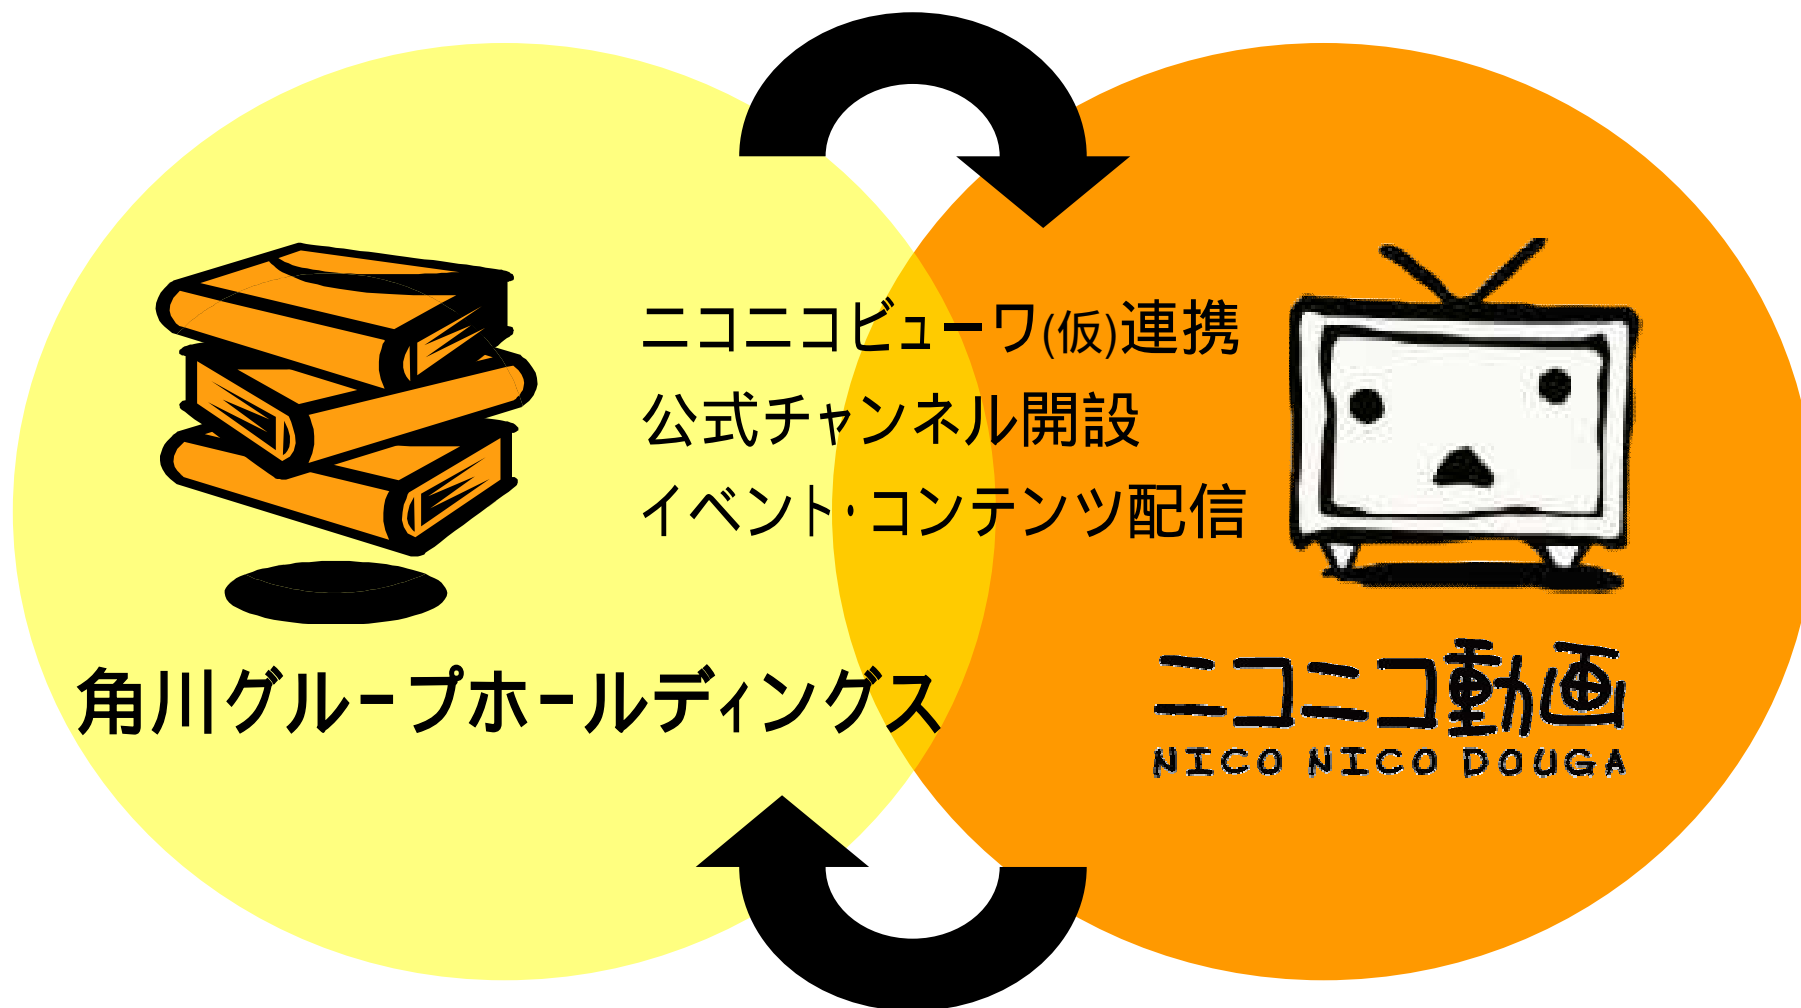 ニコニコビューワ(仮)連携
公式チャンネル開設
イベント・コンテンツ配信
角川グループホールディングス
ニコニコ動画
NICO NICO DOUGA